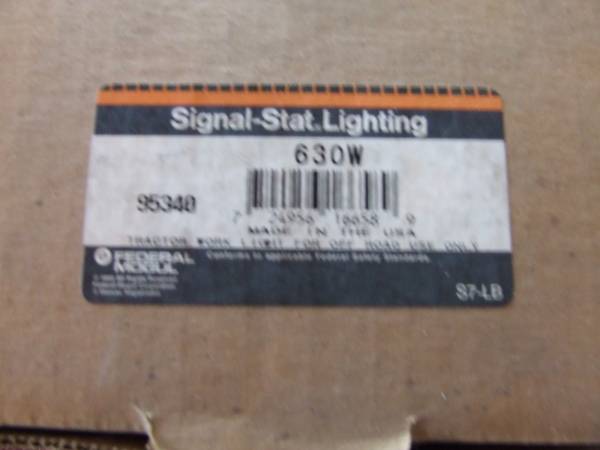 Signal-Stat. Lighting
630W
95340
7 24956 16658 9
MADE IN THE USA
TRACTOR WORK LIGHT FOR OFF ROAD USE ONLY
FEDERAL
MOGUL
Conforms to applicable Federal Safety Standards.
S7-LB